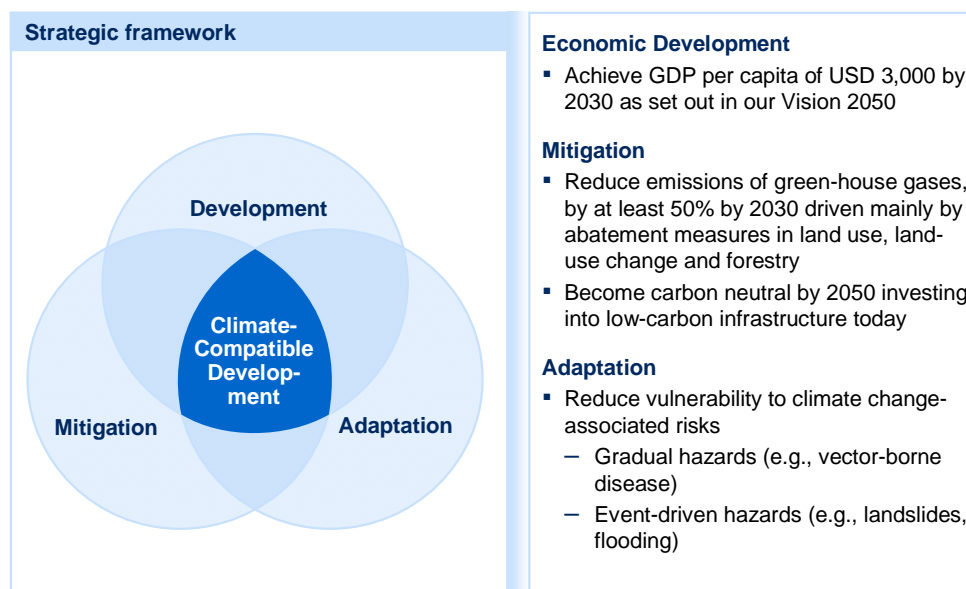 Strategic framework
Development
Climate-
Compatible
Develop-
ment
Mitigation
Adaptation
Economic Development
▪ Achieve GDP per capita of USD 3,000 by
2030 as set out in our Vision 2050
Mitigation
▪ Reduce emissions of green-house gases,
by at least 50% by 2030 driven mainly by
abatement measures in land use, land-
use change and forestry
▪ Become carbon neutral by 2050 investing
into low-carbon infrastructure today
Adaptation
▪ Reduce vulnerability to climate change-
associated risks
– Gradual hazards (e.g., vector-borne
disease)
– Event-driven hazards (e.g., landslides,
flooding)